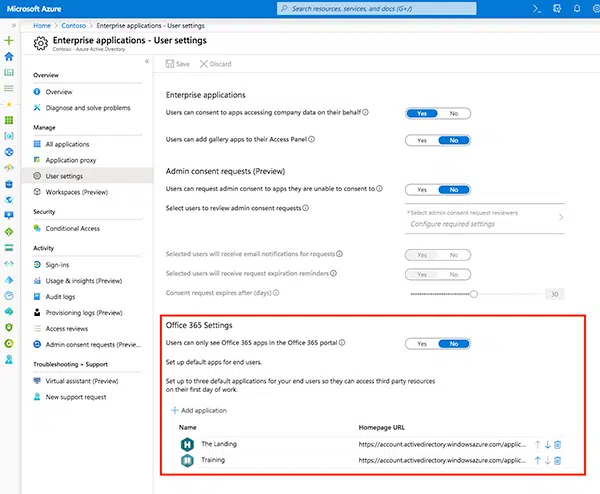 Microsoft Azure
Search resources, services, and docs (G+/)
Home > Contoso > Enterprise applications - User settings
Enterprise applications - User settings
Contoso - Azure Active Directory
Save
Discard
Overview
Overview
Diagnose and solve problems
Manage
All applications
Application proxy
User settings
Workspaces (Preview)
Security
Conditional Access
Activity
Sign-ins
Usage & insights (Preview)
Audit logs
Provisioning logs (Preview)
Access reviews
Admin consent requests (Previe...
Troubleshooting + Support
Virtual assistant (Preview)
New support request
Enterprise applications
Users can consent to apps accessing company data on their behalf
Yes No
Users can add gallery apps to their Access Panel
Yes No
Admin consent requests (Preview)
Users can request admin consent to apps they are unable to consent to
Yes No
Select users to review admin consent requests
*Select admin consent request reviewers
Configure required settings
Selected users will receive email notifications for requests
Yes No
Selected users will receive request expiration reminders
Yes No
Consent request expires after (days)
30
Office 365 Settings
Users can only see Office 365 apps in the Office 365 portal
Yes No
Set up default apps for end users.
Set up to three default applications for your end users so they can access third party resources
on their first day of work.
Add application
Name Homepage URL
The Landing https://account.activedirectory.windowsazure.com/applic...
Training https://account.activedirectory.windowsazure.com/applic...